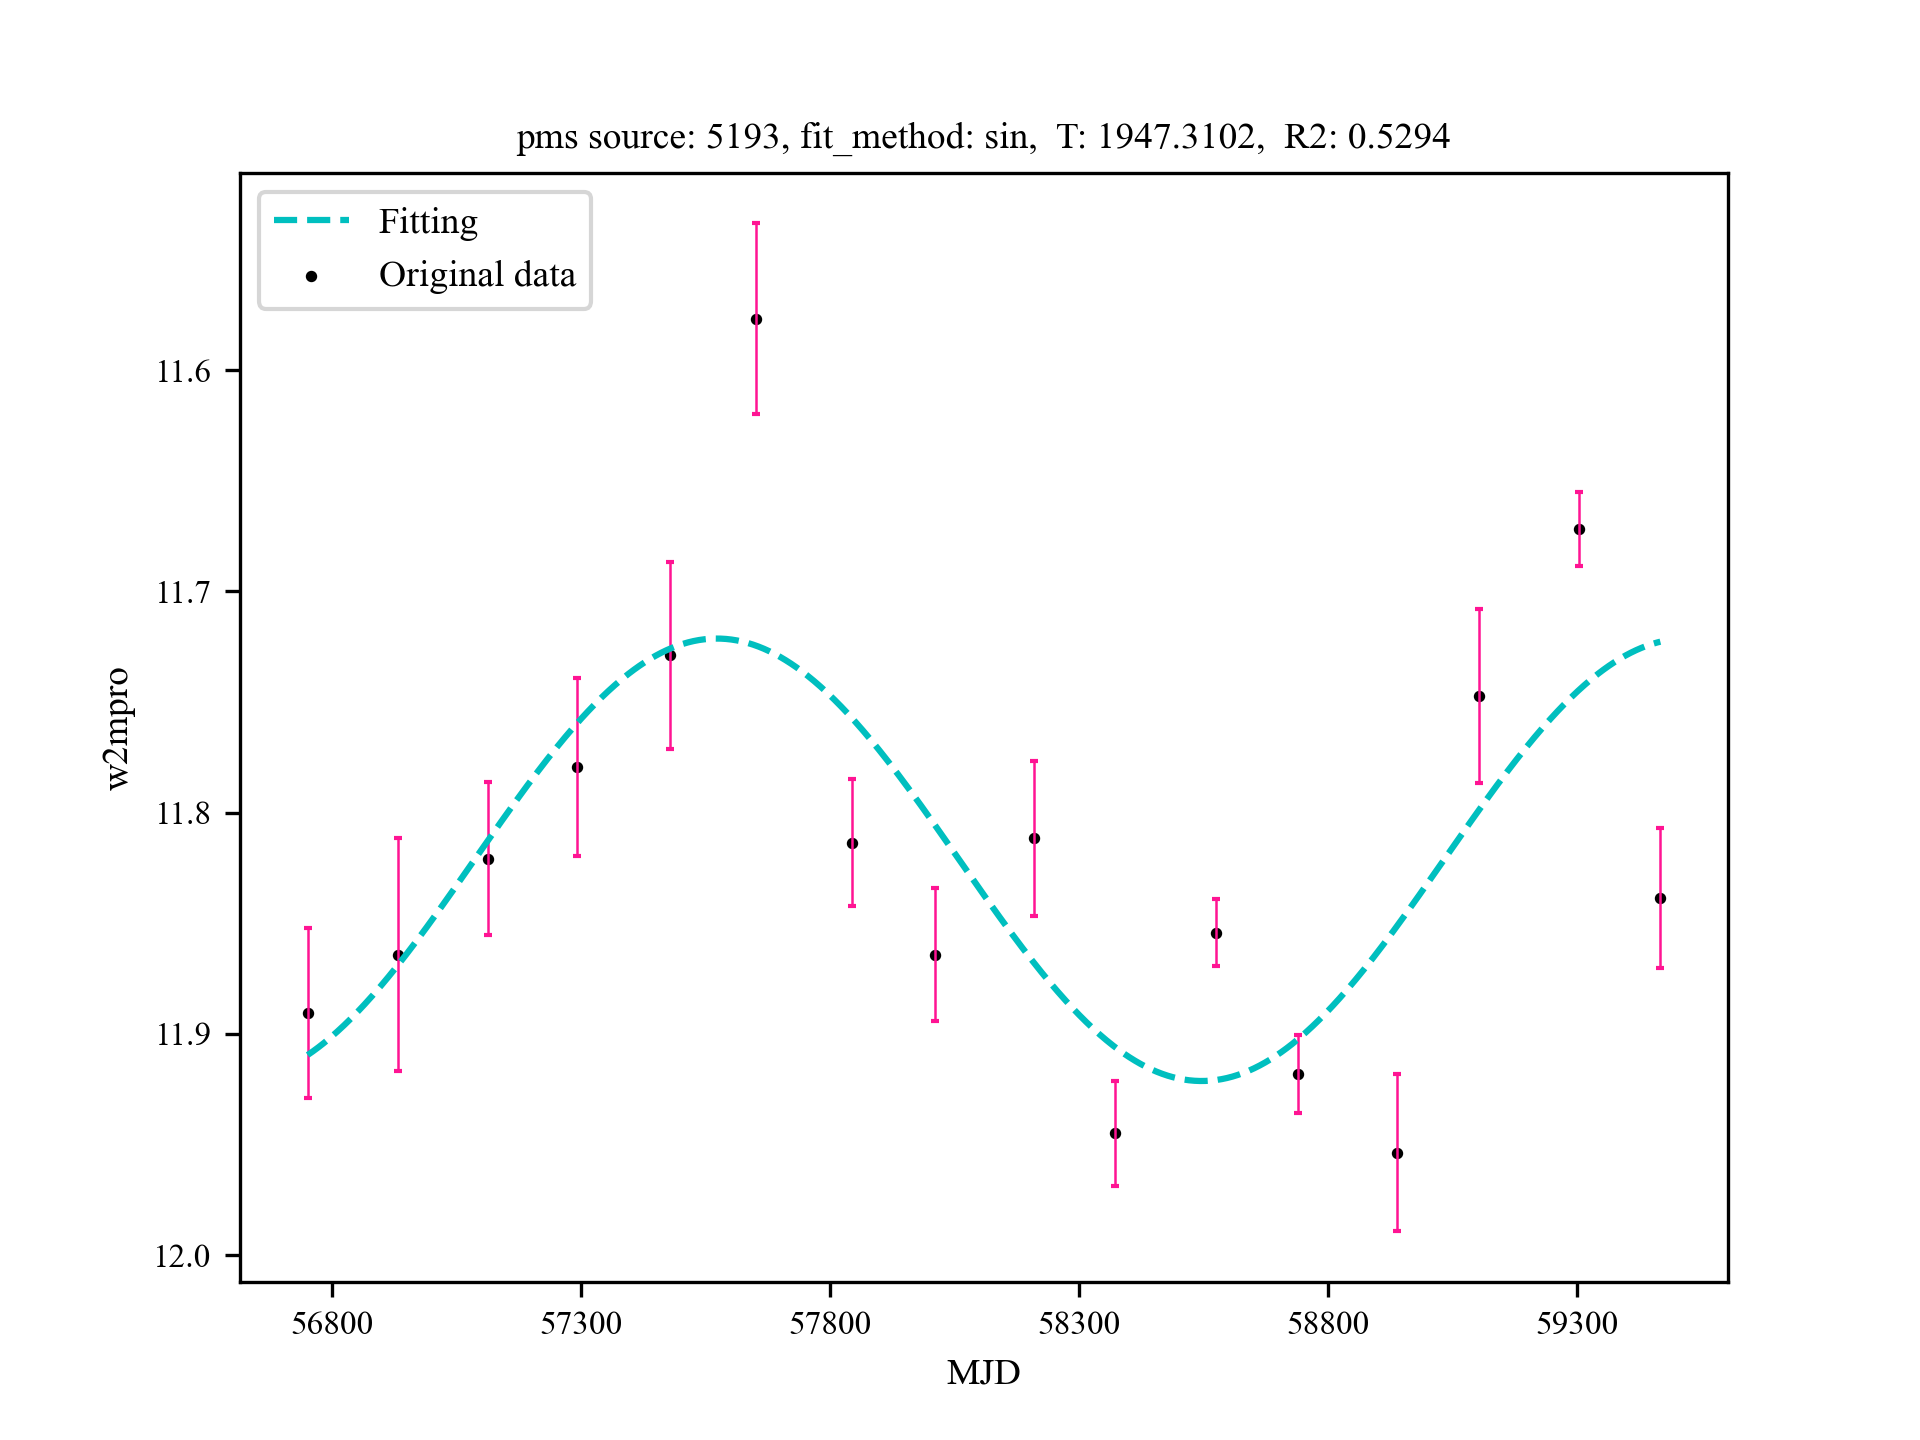 pms source: 5193, fit_method: sin,  T: 1947.3102,  R2: 0.5294
Fitting
Original data
11.6
11.7
11.8
11.9
12.0
w2mpro
56800 57300 57800 58300 58800 59300
MJD